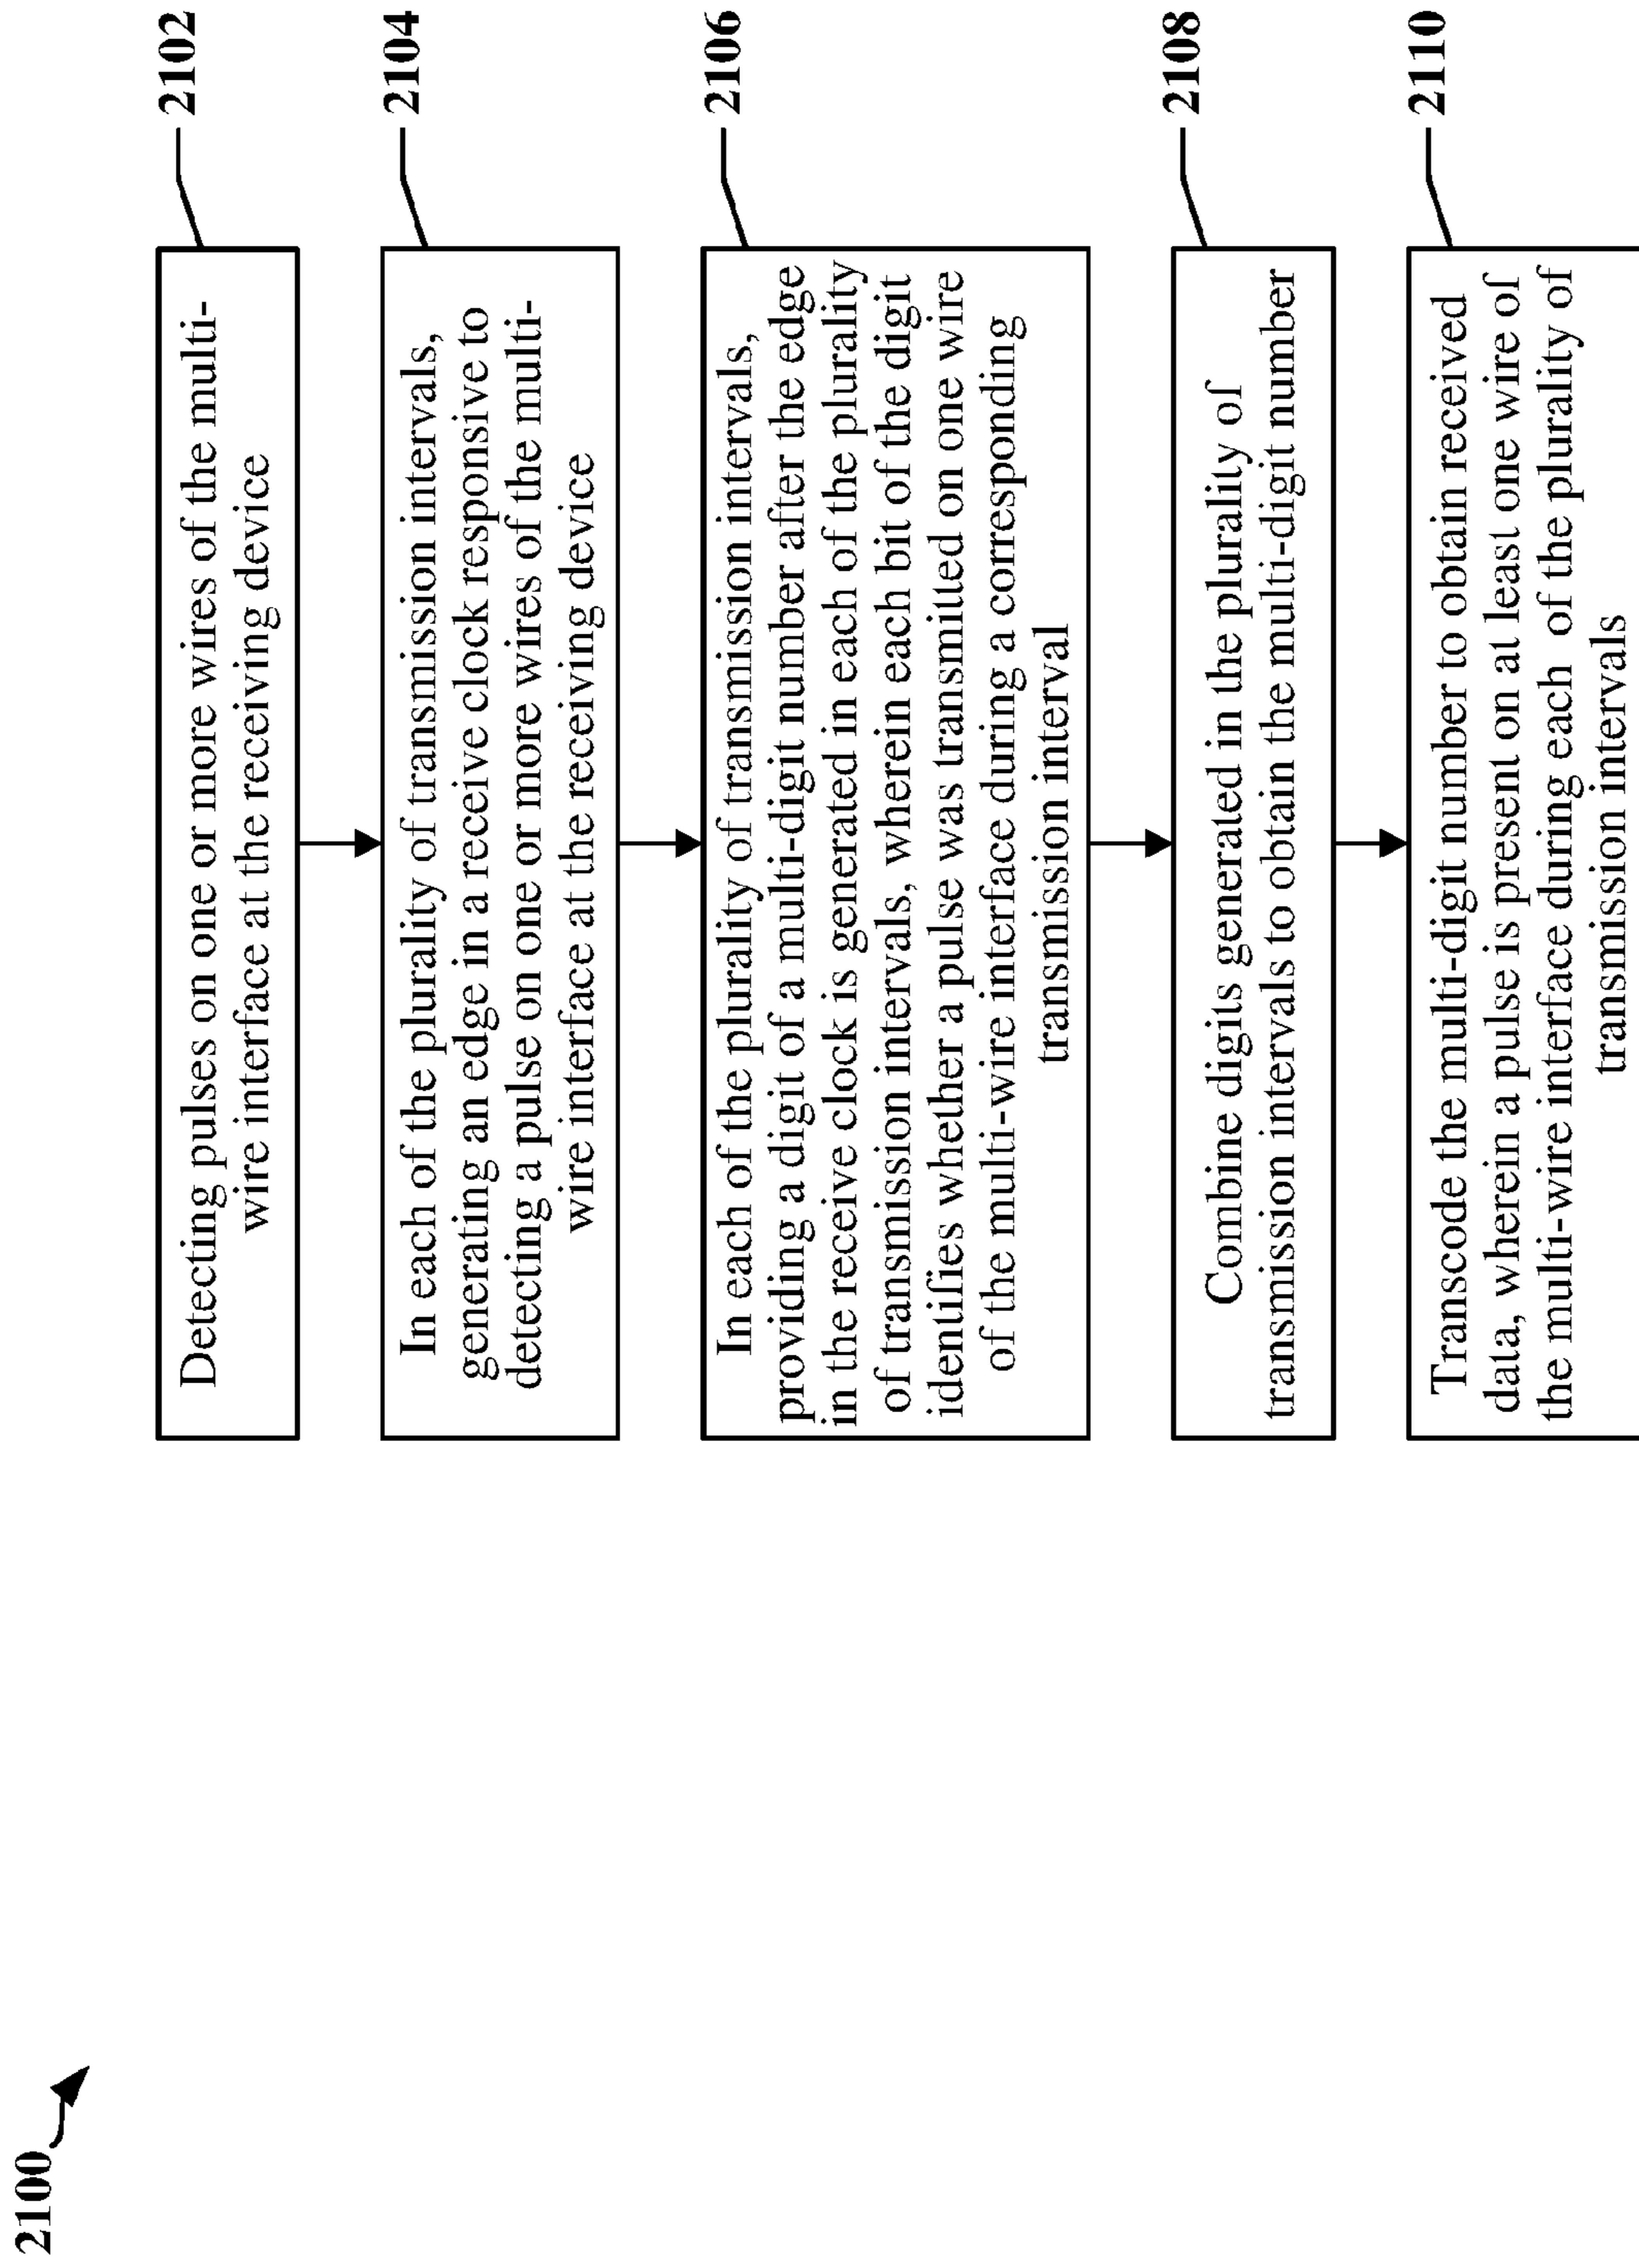 2100
Detecting pulses on one or more wires of the multi-
wire interface at the receiving device
2102
In each of the plurality of transmission intervals,
generating an edge in a receive clock responsive to
detecting a pulse on one or more wires of the multi-
wire interface at the receiving device
2104
In each of the plurality of transmission intervals,
providing a digit of a multi-digit number after the edge
in the receive clock is generated in each of the plurality
of transmission intervals, wherein each bit of the digit
identifies whether a pulse was transmitted on one wire
of the multi-wire interface during a corresponding
transmission interval
2106
Combine digits generated in the plurality of
transmission intervals to obtain the multi-digit number
2108
Transcode the multi-digit number to obtain received
data, wherein a pulse is present on at least one wire of
the multi-wire interface during each of the plurality of
transmission intervals
2110